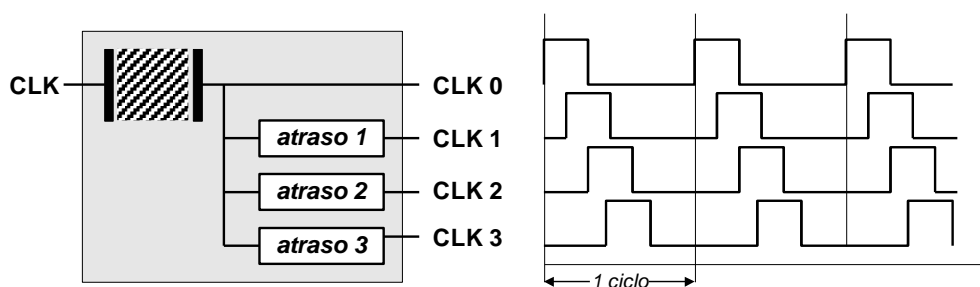 CLK
CLK 0
atraso 1
CLK 1
atraso 2
CLK 2
atraso 3
CLK 3
1 ciclo